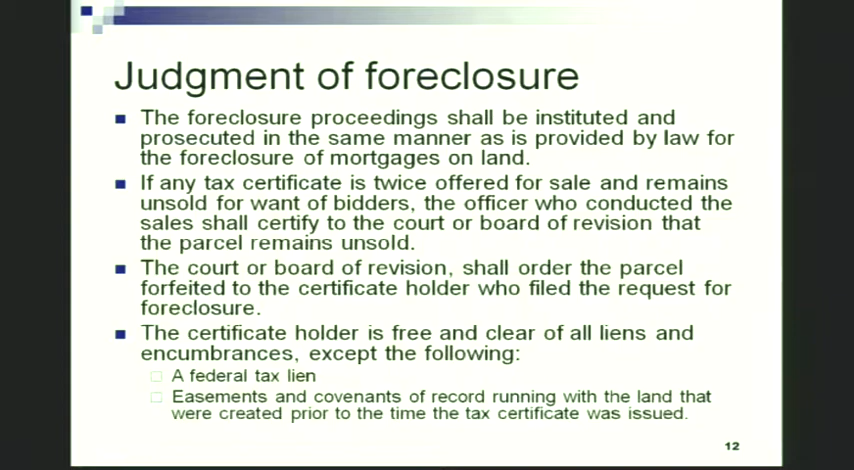 Judgment of foreclosure
The foreclosure proceedings shall be instituted and
prosecuted in the same manner as is provided by law for
the foreclosure of mortgages on land.
If any tax certificate is twice offered for sale and remains
unsold for want of bidders, the officer who conducted the
sales shall certify to the court or board of revision that
the parcel remains unsold.
The court or board of revision, shall order the parcel
forfeited to the certificate holder who filed the request for
foreclosure.
The certificate holder is free and clear of all liens and
encumbrances, except the following:
A federal tax lien
Easements and covenants of record running with the land that
were created prior to the time the tax certificate was issued.
12